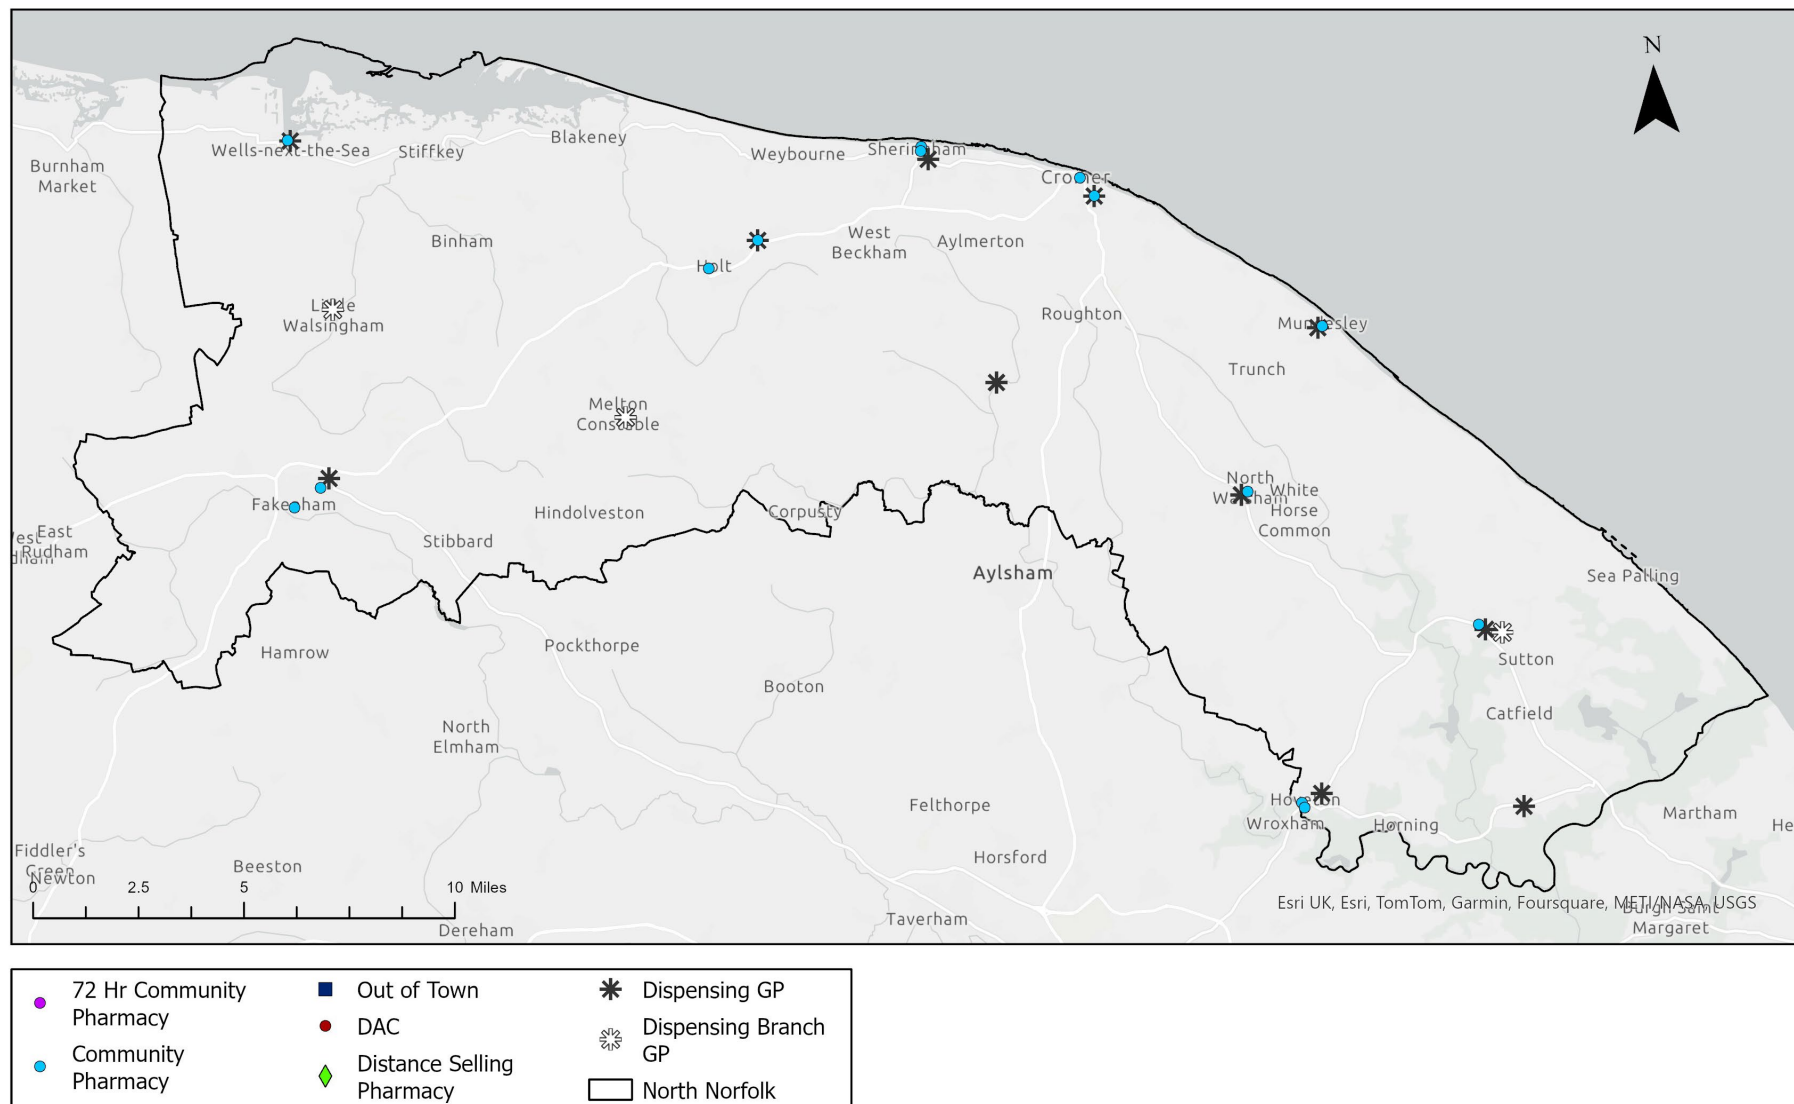 N
Burnham
Market
Wells-next-the-Sea
Stiffkey
Blakeney
Weybourne
Sheringham
Cromer
Binham
West
Beckham
Aylmerton
Holt
Little
Walsingham
Roughton
Mundesley
Trunch
Melton
Constable
Fakenham
Hindolveston
Corpusty
North
Walsham
White
Horse
Common
East
Rudham
Stibbard
Aylsham
Sea Palling
Hamrow
Pockthorpe
Booton
Sutton
Catfield
North
Elmham
Felthorpe
Hoveton
Wroxham
Horning
Martham
He
Fiddler's
Green
Newton
Beeston
Horsford
0 2.5 5 10 Miles
Dereham
Taverham
Esri UK, Esri, TomTom, Garmin, Foursquare, METI/NASA, USGS
Burgh Saint
Margaret
72 Hr Community
Pharmacy
Community
Pharmacy
Out of Town
DAC
Distance Selling
Pharmacy
Dispensing GP
Dispensing Branch
GP
North Norfolk